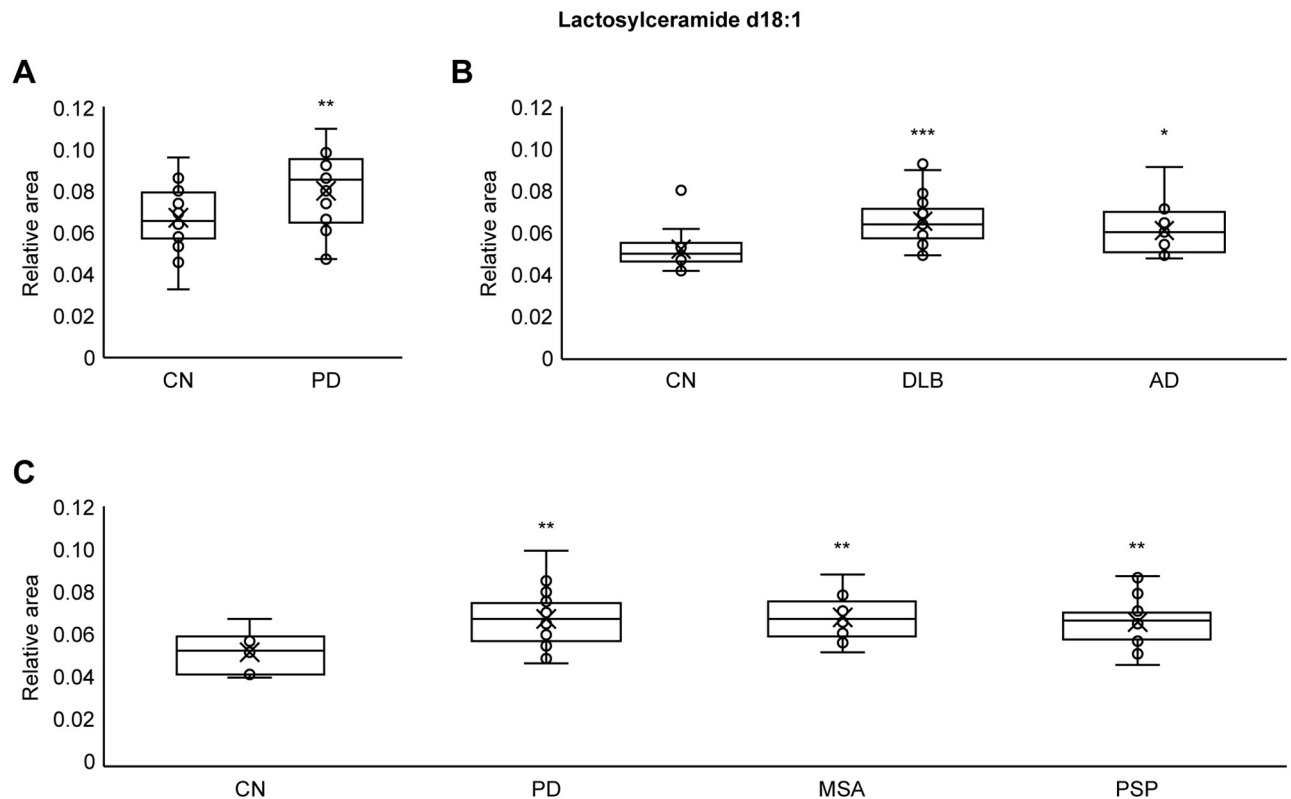 Lactosylceramide d18:1
A
Relative area
0.12
0.10
0.08
0.06
0.04
0.02
0
**
CN
PD
B
Relative area
0.12
0.10
0.08
0.06
0.04
0.02
0
***
*
CN
DLB
AD
C
Relative area
0.12
0.10
0.08
0.06
0.04
0.02
0
**
**
**
CN
PD
MSA
PSP